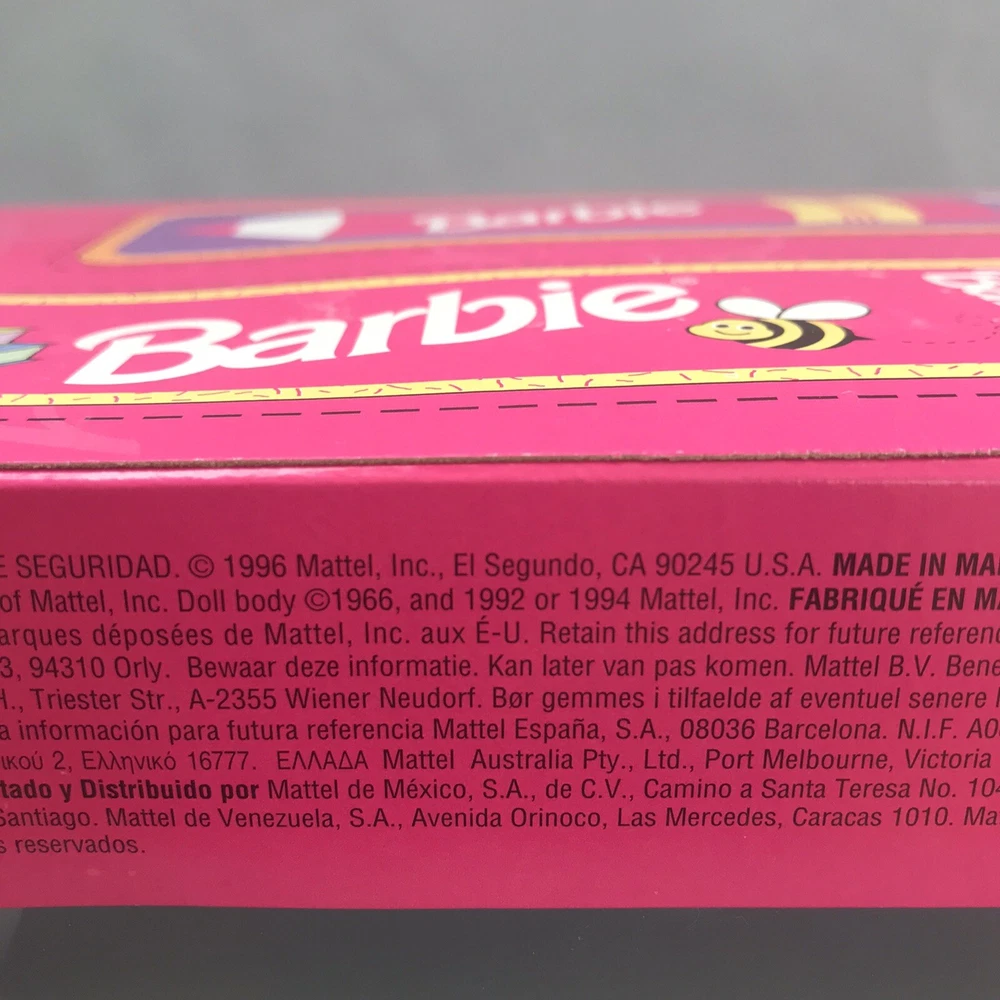 Barbie
Barbie
E SEGURIDAD. © 1996 Mattel, Inc., El Segundo, CA 90245 U.S.A. MADE IN MA
of Mattel, Inc. Doll body ©1966, and 1992 or 1994 Mattel, Inc. FABRIQUÉ EN M
arques déposées de Mattel, Inc. aux É-U. Retain this address for future referenc
3, 94310 Orly. Bewaar deze informatie. Kan later van pas komen. Mattel B.V. Bene
H., Triester Str., A-2355 Wiener Neudorf. Bør gemmes i tilfaelde af eventuel senere
a información para futura referencia Mattel España, S.A., 08036 Barcelona. N.I.F. A0
ικού 2, Ελληνικό 16777. ΕΛΛΑΔΑ Mattel Australia Pty., Ltd., Port Melbourne, Victoria
tado y Distribuido por Mattel de México, S.A., de C.V., Camino a Santa Teresa No. 104
Santiago. Mattel de Venezuela, S.A., Avenida Orinoco, Las Mercedes, Caracas 1010. Ma
s reservados.